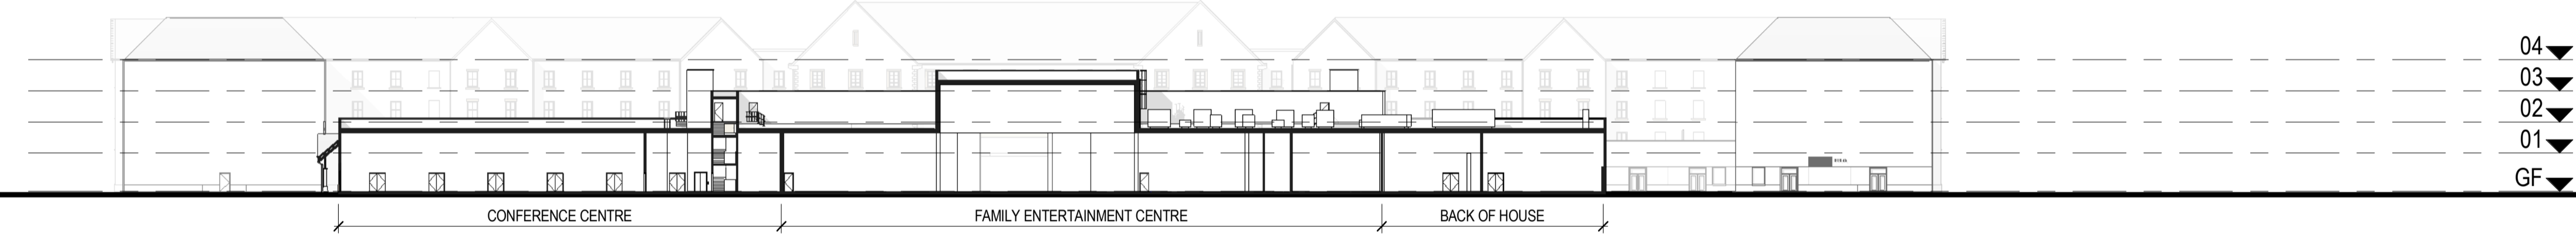 04
03
02
01
GF
CONFERENCE CENTRE
FAMILY ENTERTAINMENT CENTRE
BACK OF HOUSE